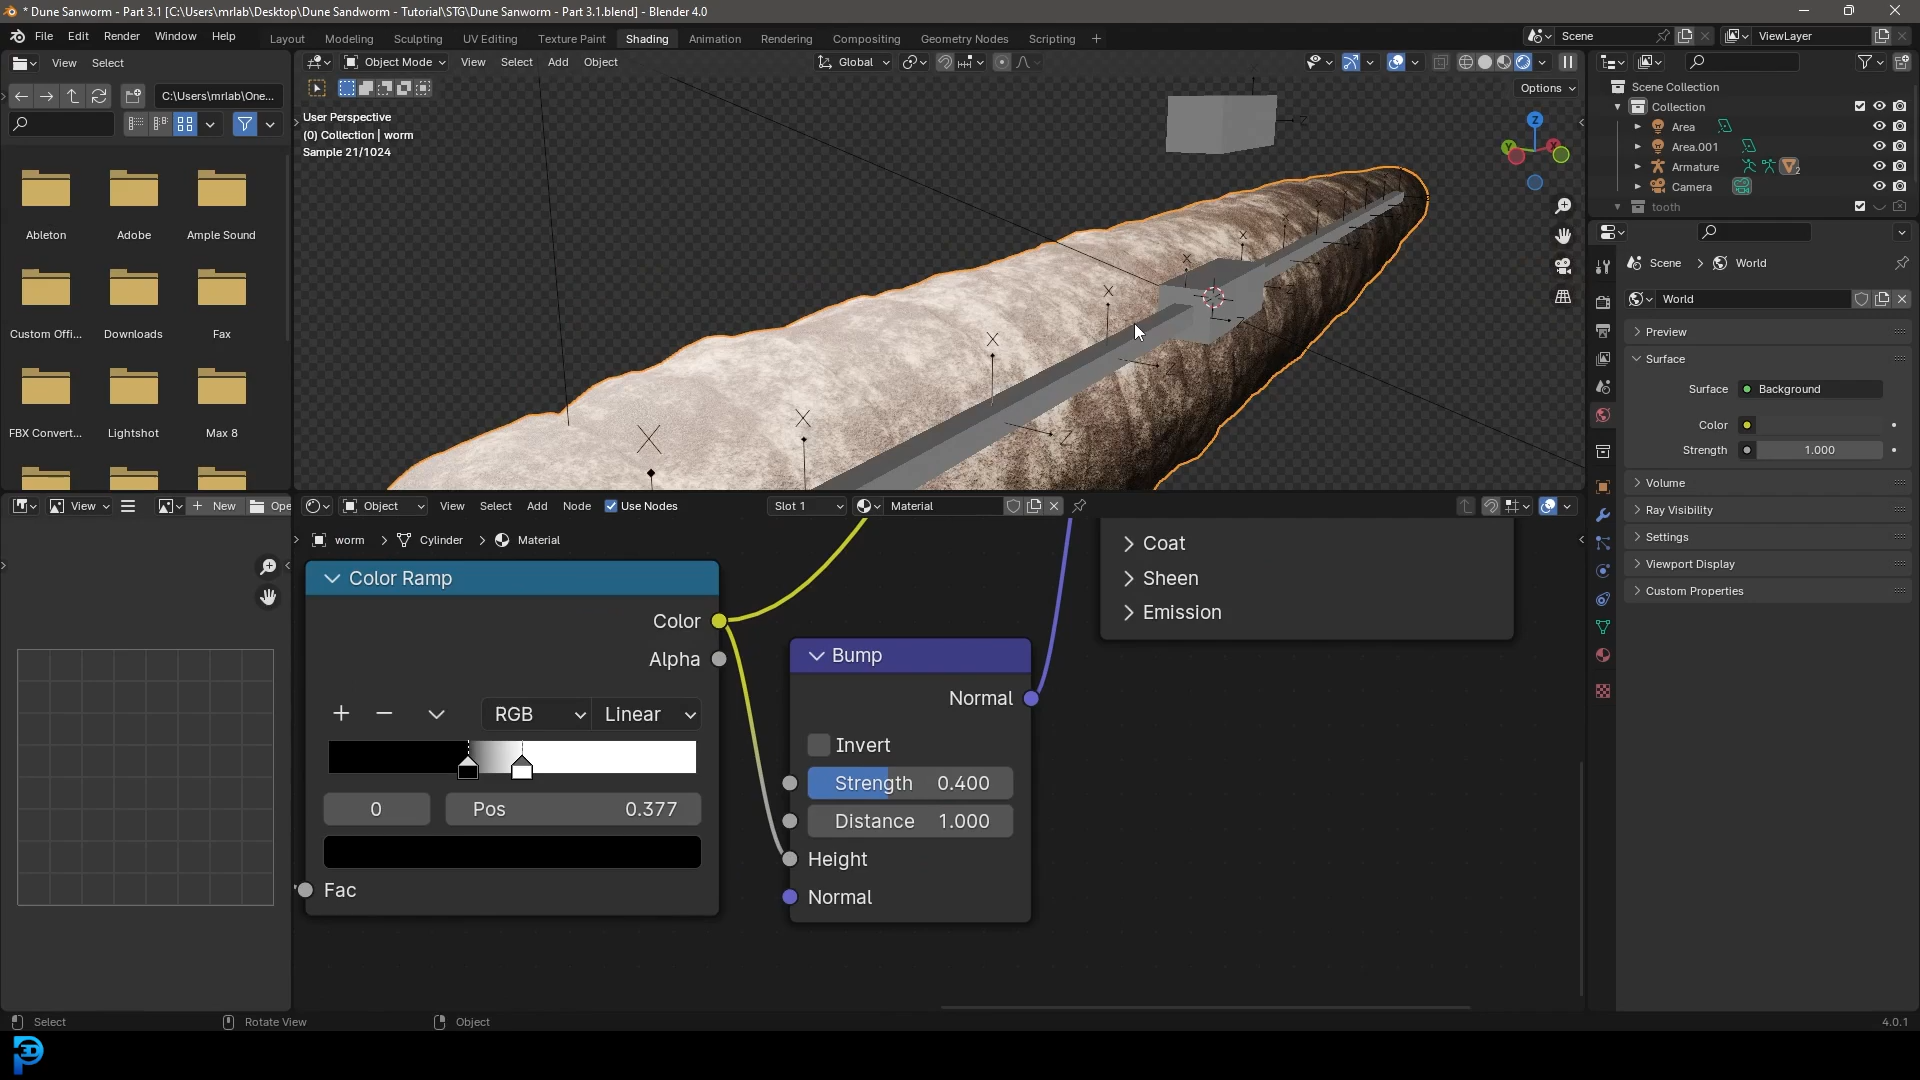 * Dune Sanworm - Part 3.1 [C:\Users\mrlab\Desktop\Dune Sandworm - Tutorial\STG\Dune Sanworm - Part 3.1.blend] - Blender 4.0
File Edit Render Window Help
Layout Modeling Sculpting UV Editing Texture Paint Shading Animation Rendering Compositing Geometry Nodes Scripting +
Scene ViewLayer
View Select
C:\Users\mrlab\One...
Object Mode View Select Add Object
Global
Options
User Perspective
(0) Collection | worm
Sample 21/1024
Z
Y
X
X
X
X
X
X
X
Z
Z
Ableton Adobe Ample Sound
Custom Offi... Downloads Fax
FBX Convert... Lightshot Max 8
Scene Collection
Collection
Area
Area.001
Armature 2
Camera
tooth
Scene > World
World
Preview
Surface
Surface Background
Color
Strength 1.000
Volume
Ray Visibility
Settings
Viewport Display
Custom Properties
View + New Ope
Object View Select Add Node Use Nodes Slot 1 Material
worm > Cylinder > Material
Color Ramp
Color
Alpha
+ − RGB Linear
0 Pos 0.377
Fac
Bump
Normal
Invert
Strength 0.400
Distance 1.000
Height
Normal
Coat
Sheen
Emission
Select Rotate View Object
4.0.1